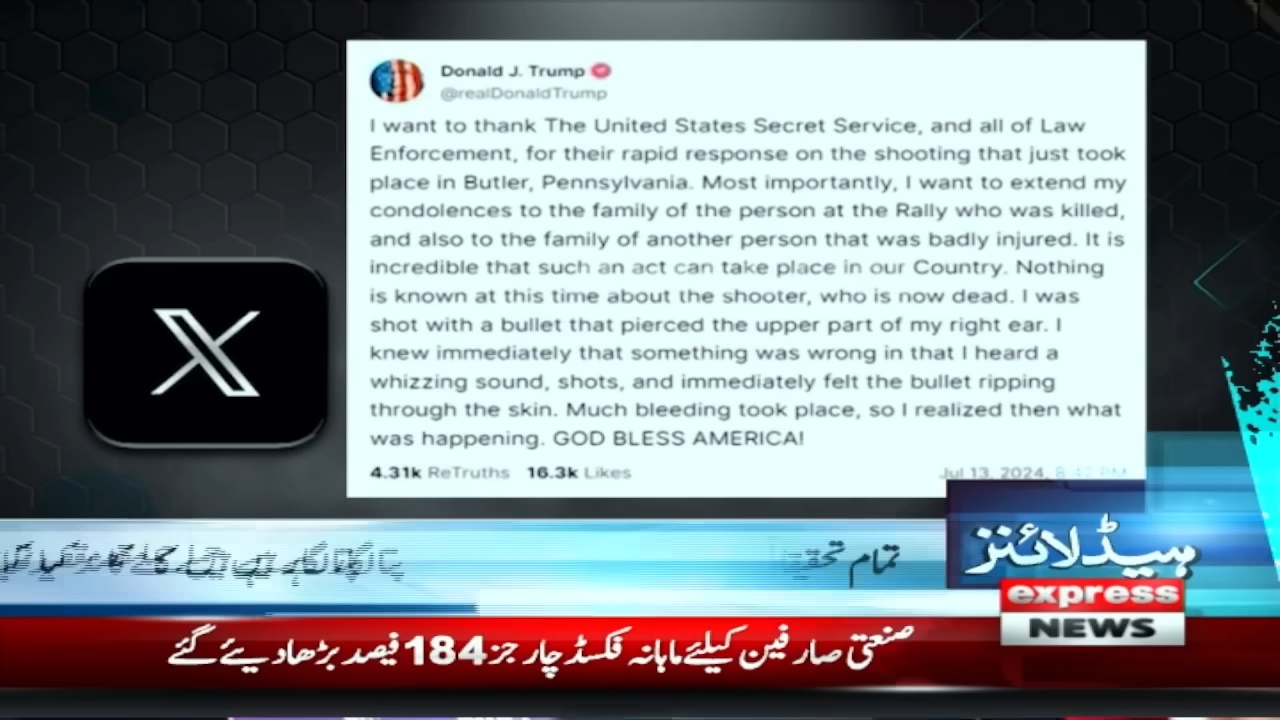 Donald J. Trump
@realDonaldTrump
I want to thank The United States Secret Service, and all of Law
Enforcement, for their rapid response on the shooting that just took
place in Butler, Pennsylvania. Most importantly, I want to extend my
condolences to the family of the person at the Rally who was killed,
and also to the family of another person that was badly injured. It is
incredible that such an act can take place in our Country. Nothing
is known at this time about the shooter, who is now dead. I was
shot with a bullet that pierced the upper part of my right ear. I
knew immediately that something was wrong in that I heard a
whizzing sound, shots, and immediately felt the bullet ripping
through the skin. Much bleeding took place, so I realized then what
was happening. GOD BLESS AMERICA!
4.31k ReTruths 16.3k Likes
Jul 13, 2024, 8:42 PM
X
ہیڈلائنز
تمام
express
NEWS
صنعتی صارفین کیلئے ماہانہ فکسڈ چارجز 184 فیصد بڑھا دیئے گئے